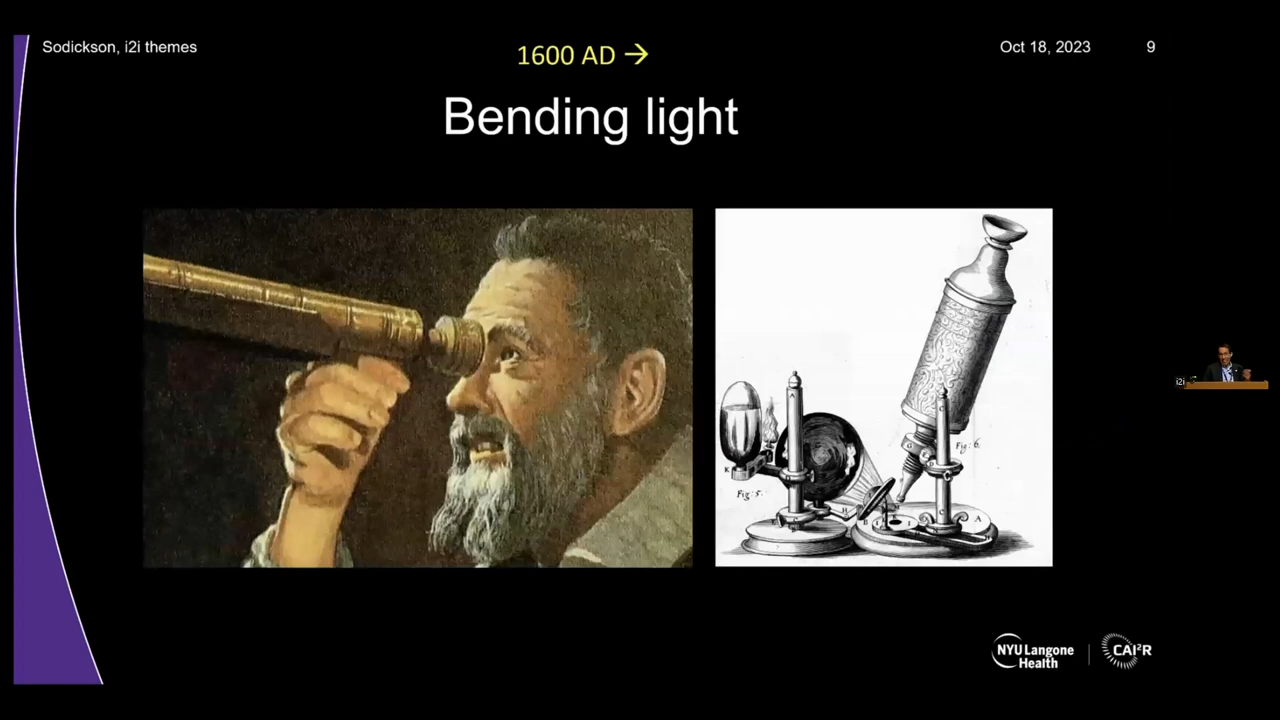 Sodickson, i2i themes
1600 AD →
Oct 18, 2023
9
Bending light
Fig: 5.
Fig: 6.
K
A
C
A
i2i
NYU Langone
Health
CAI²R